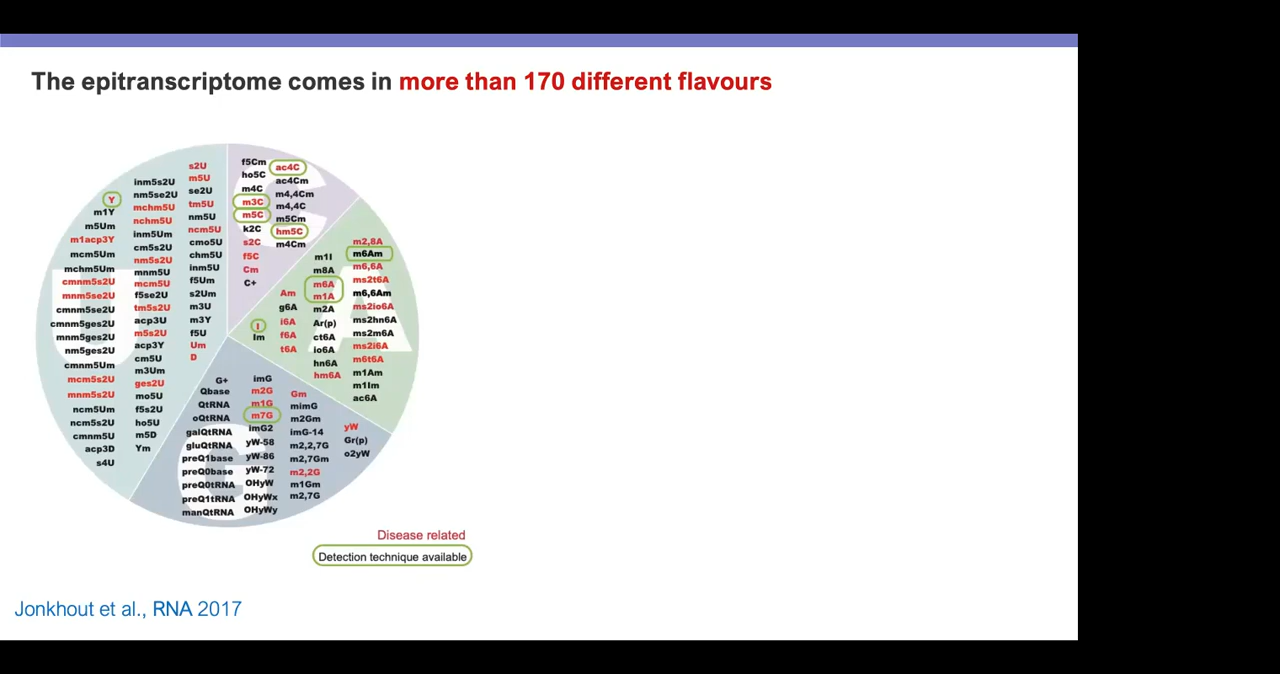 The epitranscriptome comes in more than 170 different flavours
Y
m1Y
m5Um
m1acp3Y
mcm5Um
mchm5Um
cmnm5s2U
mnm5se2U
cmnm5se2U
cmnm5ges2U
mnm5ges2U
nm5ges2U
cmnm5Um
mcm5s2U
mnm5s2U
ncm5Um
ncm5s2U
cmnm5U
acp3D
s4U
inm5s2U
nm5se2U
mchm5U
nchm5U
inm5Um
cm5s2U
nm5s2U
mnm5U
mcm5U
f5se2U
tm5s2U
acp3U
m5s2U
acp3Y
cm5U
m3Um
ges2U
mo5U
f5s2U
ho5U
m5D
Ym
s2U
m5U
se2U
tm5U
nm5U
ncm5U
cmo5U
chm5U
inm5U
f5Um
s2Um
m3U
m3Y
f5U
Um
D
U
f5Cm
ho5C
m4C
m3C
m5C
k2C
s2C
f5C
Cm
C+
ac4C
ac4Cm
m4,4Cm
m4,4C
m5Cm
hm5C
m4Cm
C
I
Im
Am
g6A
i6A
f6A
t6A
m1I
m8A
m6A
m1A
m2A
Ar(p)
ct6A
io6A
hn6A
hm6A
m2,8A
m6Am
m6,6A
ms2t6A
m6,6Am
ms2io6A
ms2hn6A
ms2m6A
ms2i6A
m6t6A
m1Am
m1Im
ac6A
A
G+
Qbase
QtRNA
oQtRNA
galQtRNA
gluQtRNA
preQ1base
preQ0base
preQ0tRNA
preQ1tRNA
manQtRNA
imG
m2G
m1G
m7G
imG2
yW-58
yW-86
yW-72
OHyW
OHyWx
OHyWy
Gm
mimG
m2Gm
imG-14
m2,2,7G
m2,7Gm
m2,2G
m1Gm
m2,7G
yW
Gr(p)
o2yW
G
Disease related
Detection technique available
Jonkhout et al., RNA 2017